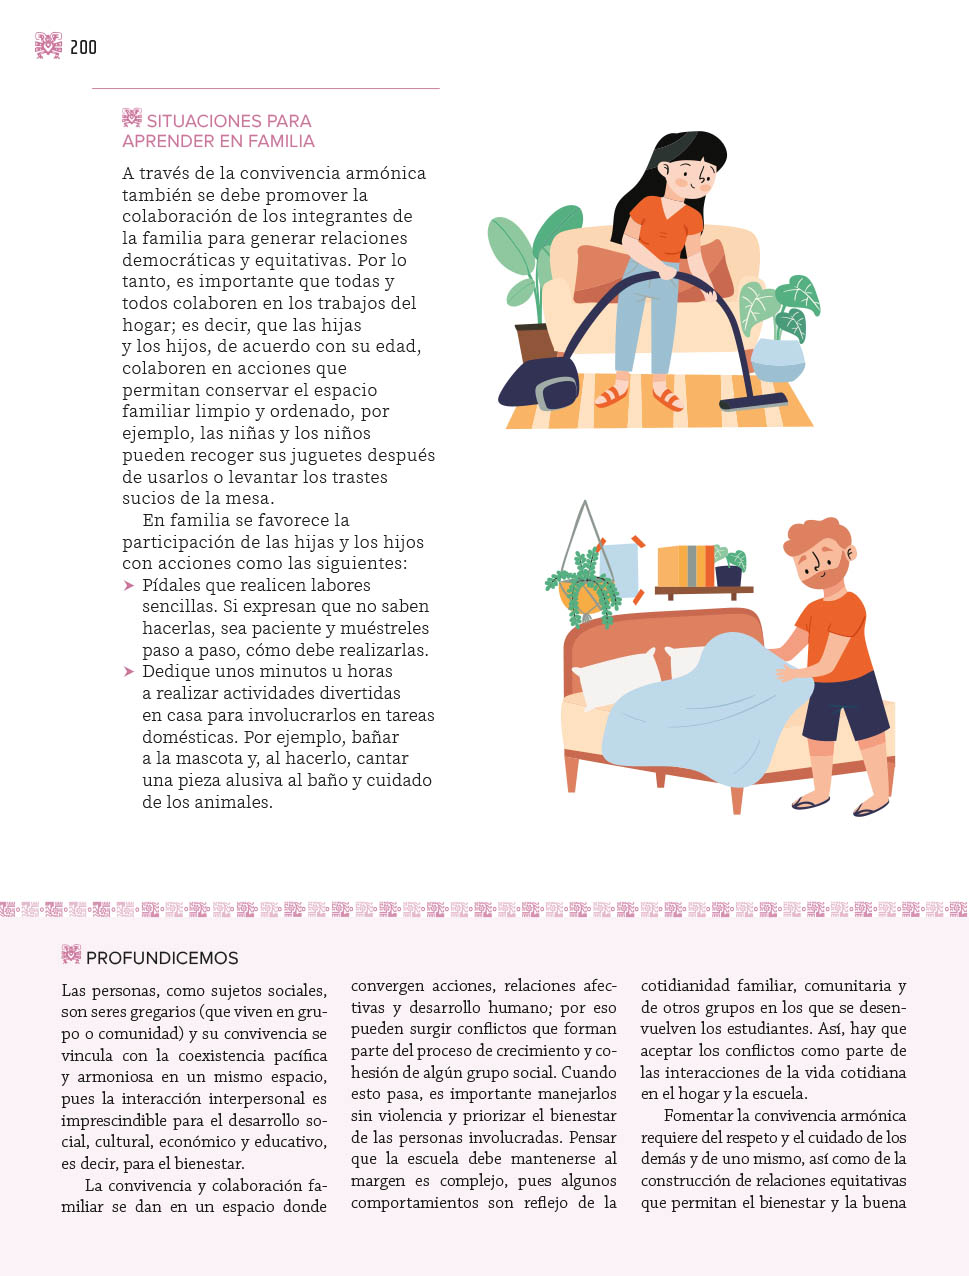 200
SITUACIONES PARA
APRENDER EN FAMILIA
A través de la convivencia armónica
también se debe promover la
colaboración de los integrantes de
la familia para generar relaciones
democráticas y equitativas. Por lo
tanto, es importante que todas y
todos colaboren en los trabajos del
hogar; es decir, que las hijas
y los hijos, de acuerdo con su edad,
colaboren en acciones que
permitan conservar el espacio
familiar limpio y ordenado, por
ejemplo, las niñas y los niños
pueden recoger sus juguetes después
de usarlos o levantar los trastes
sucios de la mesa.
En familia se favorece la
participación de las hijas y los hijos
con acciones como las siguientes:
➤ Pídales que realicen labores
sencillas. Si expresan que no saben
hacerlas, sea paciente y muéstreles
paso a paso, cómo debe realizarlas.
➤ Dedique unos minutos u horas
a realizar actividades divertidas
en casa para involucrarlos en tareas
domésticas. Por ejemplo, bañar
a la mascota y, al hacerlo, cantar
una pieza alusiva al baño y cuidado
de los animales.
PROFUNDICEMOS
Las personas, como sujetos sociales,
son seres gregarios (que viven en gru-
po o comunidad) y su convivencia se
vincula con la coexistencia pacífica
y armoniosa en un mismo espacio,
pues la interacción interpersonal es
imprescindible para el desarrollo so-
cial, cultural, económico y educativo,
es decir, para el bienestar.
La convivencia y colaboración fa-
miliar se dan en un espacio donde
convergen acciones, relaciones afec-
tivas y desarrollo humano; por eso
pueden surgir conflictos que forman
parte del proceso de crecimiento y co-
hesión de algún grupo social. Cuando
esto pasa, es importante manejarlos
sin violencia y priorizar el bienestar
de las personas involucradas. Pensar
que la escuela debe mantenerse al
margen es complejo, pues algunos
comportamientos son reflejo de la
cotidianidad familiar, comunitaria y
de otros grupos en los que se desen-
vuelven los estudiantes. Así, hay que
aceptar los conflictos como parte de
las interacciones de la vida cotidiana
en el hogar y la escuela.
Fomentar la convivencia armónica
requiere del respeto y el cuidado de los
demás y de uno mismo, así como de la
construcción de relaciones equitativas
que permitan el bienestar y la buena